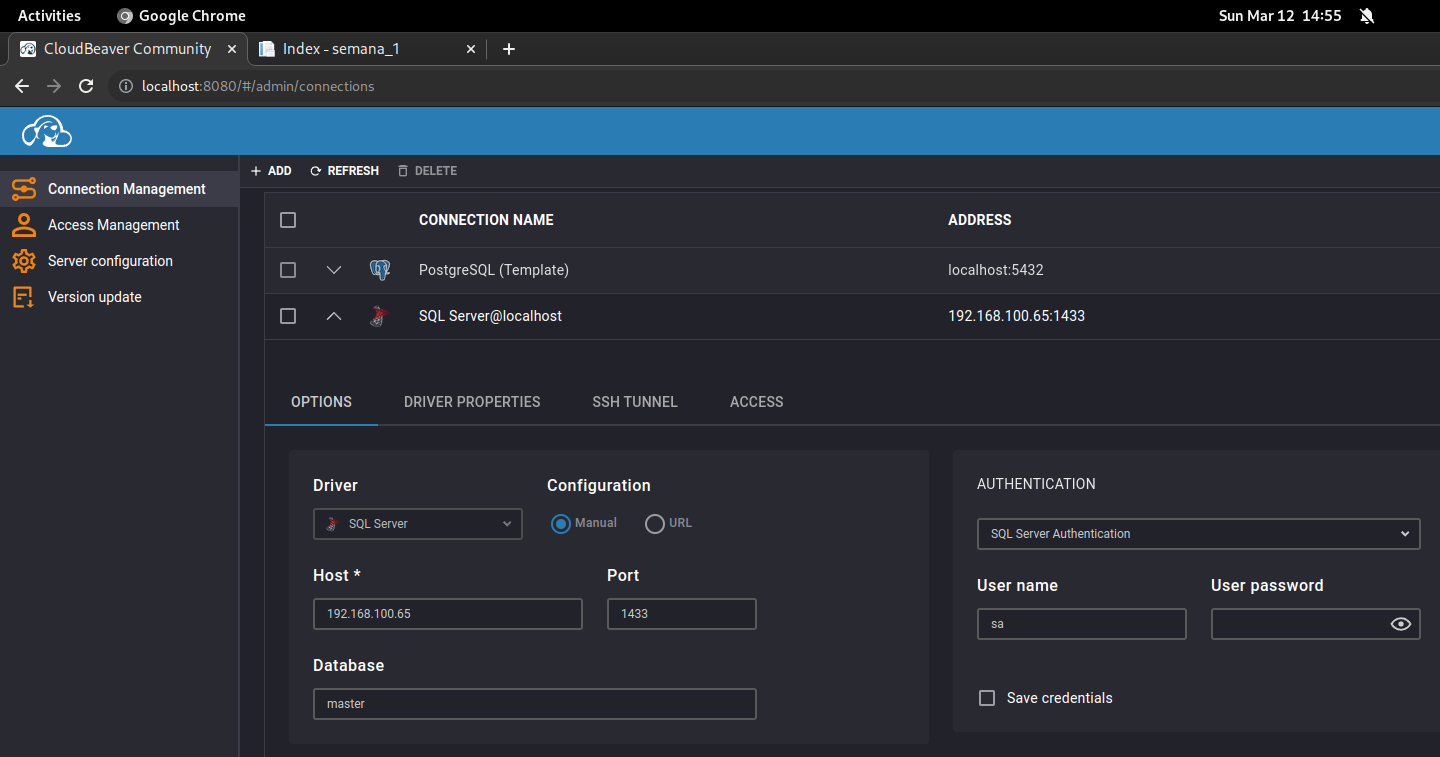 Activities Google Chrome Sun Mar 12 14:55
CloudBeaver Community Index - semana_1
localhost:8080/#/admin/connections
ADD REFRESH DELETE
Connection Management
Access Management
Server configuration
Version update
CONNECTION NAME ADDRESS
PostgreSQL (Template) localhost:5432
SQL Server@localhost 192.168.100.65:1433
OPTIONS DRIVER PROPERTIES SSH TUNNEL ACCESS
Driver Configuration
SQL Server Manual URL
Host * Port
192.168.100.65 1433
Database
master
AUTHENTICATION
SQL Server Authentication
User name User password
sa
Save credentials